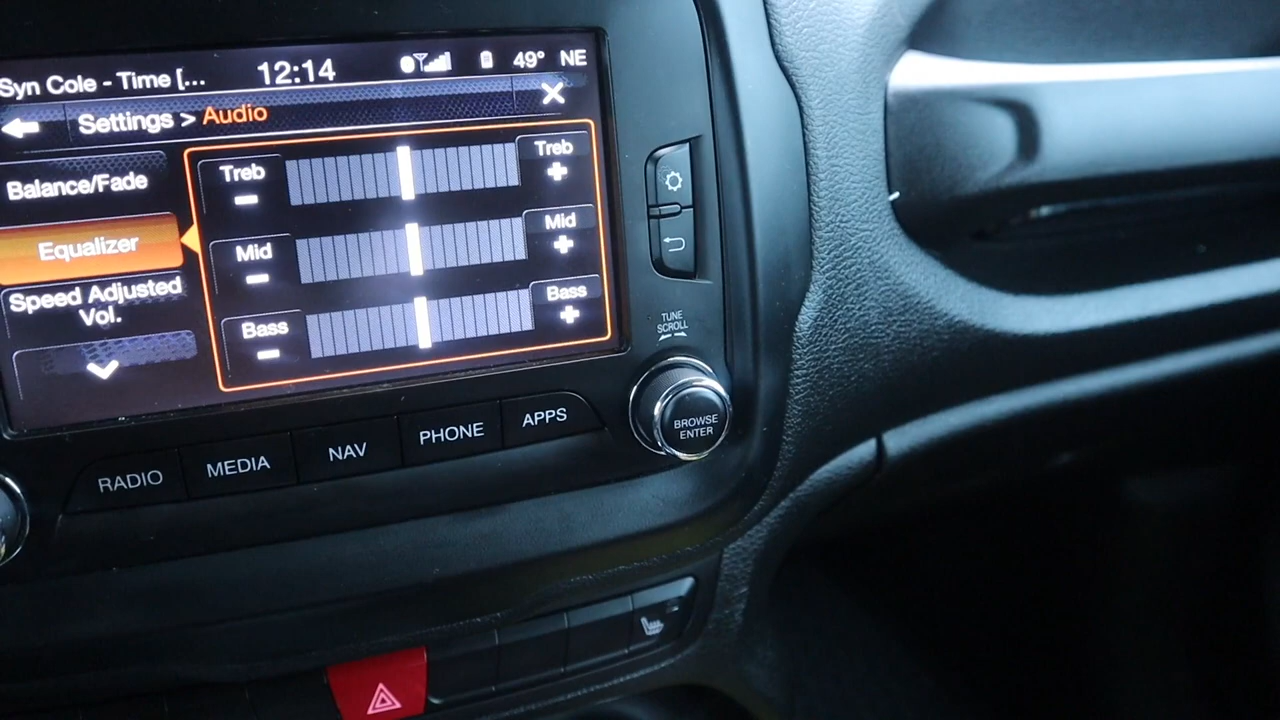 Syn Cole - Time [... 12:14 49° NE
Settings > Audio
Balance/Fade
Equalizer
Speed Adjusted
Vol.
Treb Treb
Mid Mid
Bass Bass
TUNE
SCROLL
BROWSE
ENTER
RADIO MEDIA NAV PHONE APPS